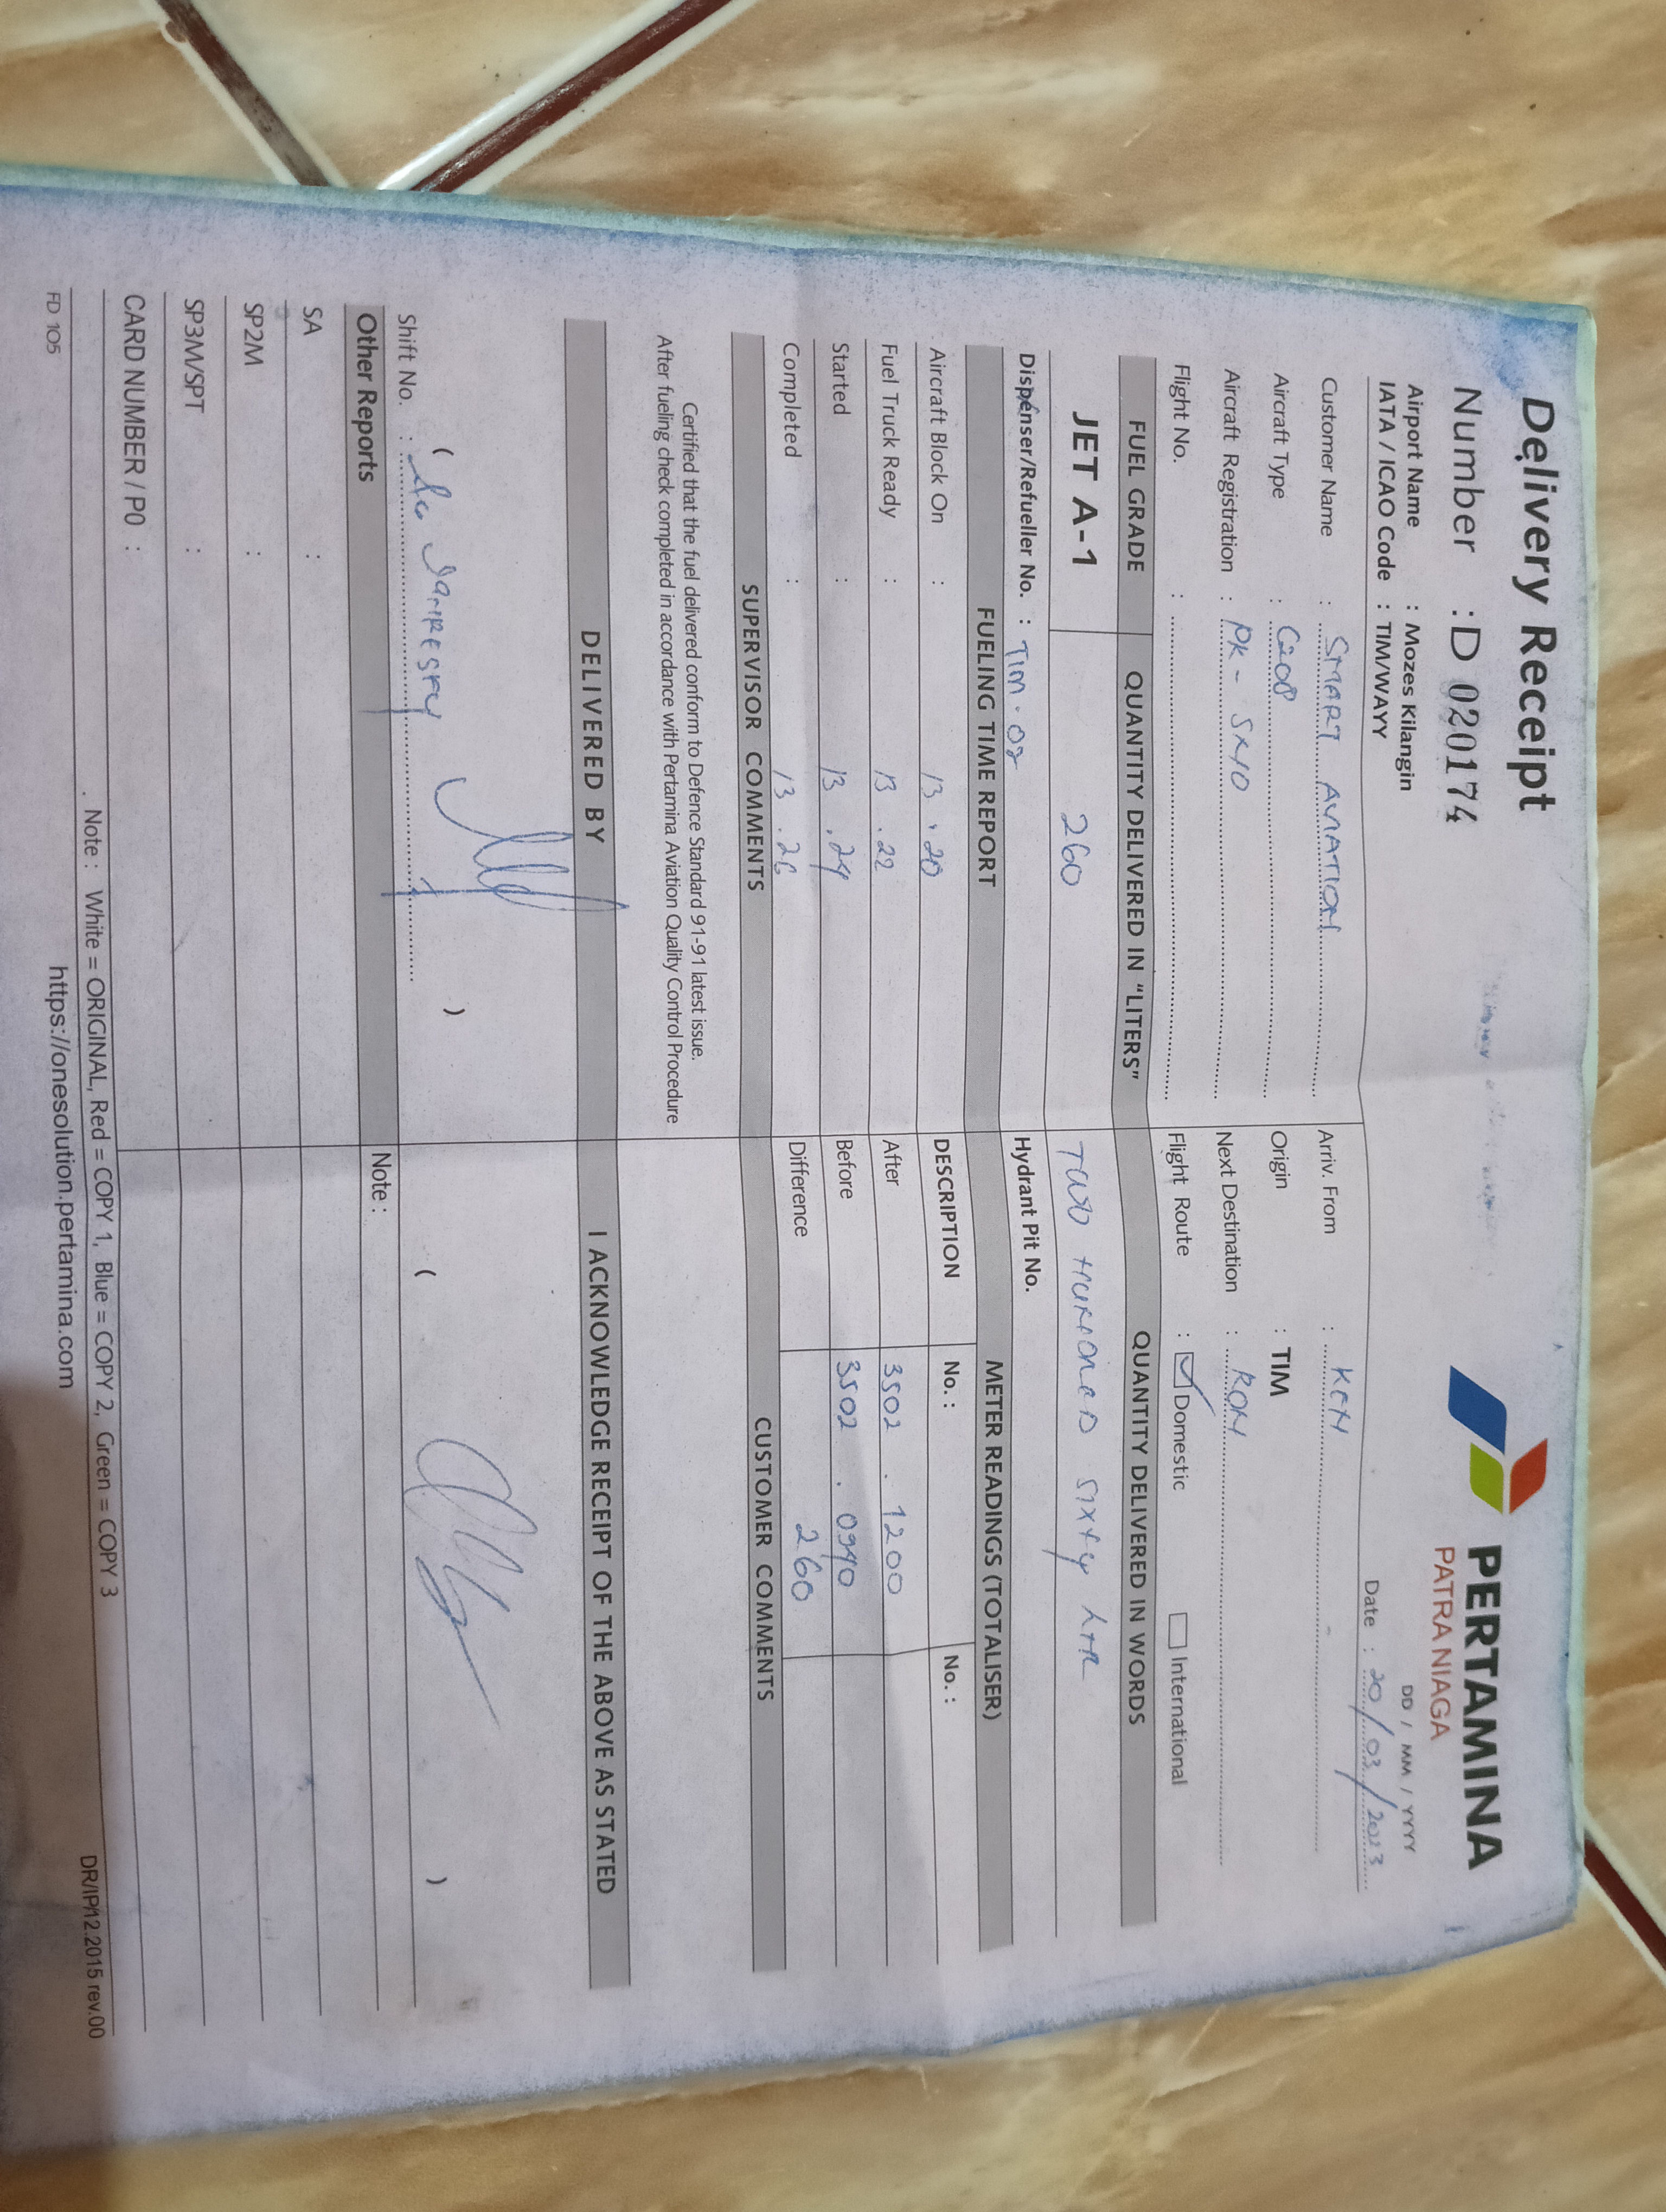 Delivery Receipt
Number : D 020174
PERTAMINA
PATRA NIAGA
Airport Name : Mozes Kilangin
IATA / ICAO Code : TIM/WAYY
DD / MM / YYYY
Date : 20/03/2023
Customer Name : SMART AVIATION
Arriv. From : KEN
Aircraft Type : C208
Origin : TIM
Aircraft Registration : PK-
Next Destination :
Flight No. :
Flight Route : Domestic International
FUEL GRADE QUANTITY DELIVERED IN "LITERS" QUANTITY DELIVERED IN WORDS
JET A-1 260 TWO SIXTY LTR
Dispenser/Refueller No. : TIM. 02 Hydrant Pit No.
FUELING TIME REPORT METER READINGS (TOTALISER)
Aircraft Block On : 13.20 DESCRIPTION No. : No. :
Fuel Truck Ready : 13.22 After 3502.1200
Started : 13.24 Before 3502.0940
Completed : 13.26 Difference 260
SUPERVISOR COMMENTS CUSTOMER COMMENTS
Certified that the fuel delivered conform to Defence Standard 91-91 latest issue.
After fueling check completed in accordance with Pertamina Aviation Quality Control Procedure
DELIVERED BY I ACKNOWLEDGE RECEIPT OF THE ABOVE AS STATED
( ) ( )
Shift No. :
Other Reports Note :
SA :
SP2M :
SP3M/SPT :
CARD NUMBER / P0 :
Note : White = ORIGINAL, Red = COPY 1, Blue = COPY 2, Green = COPY 3
DR/IP/12.2015 rev.00
FD 105
https://onesolution.pertamina.com